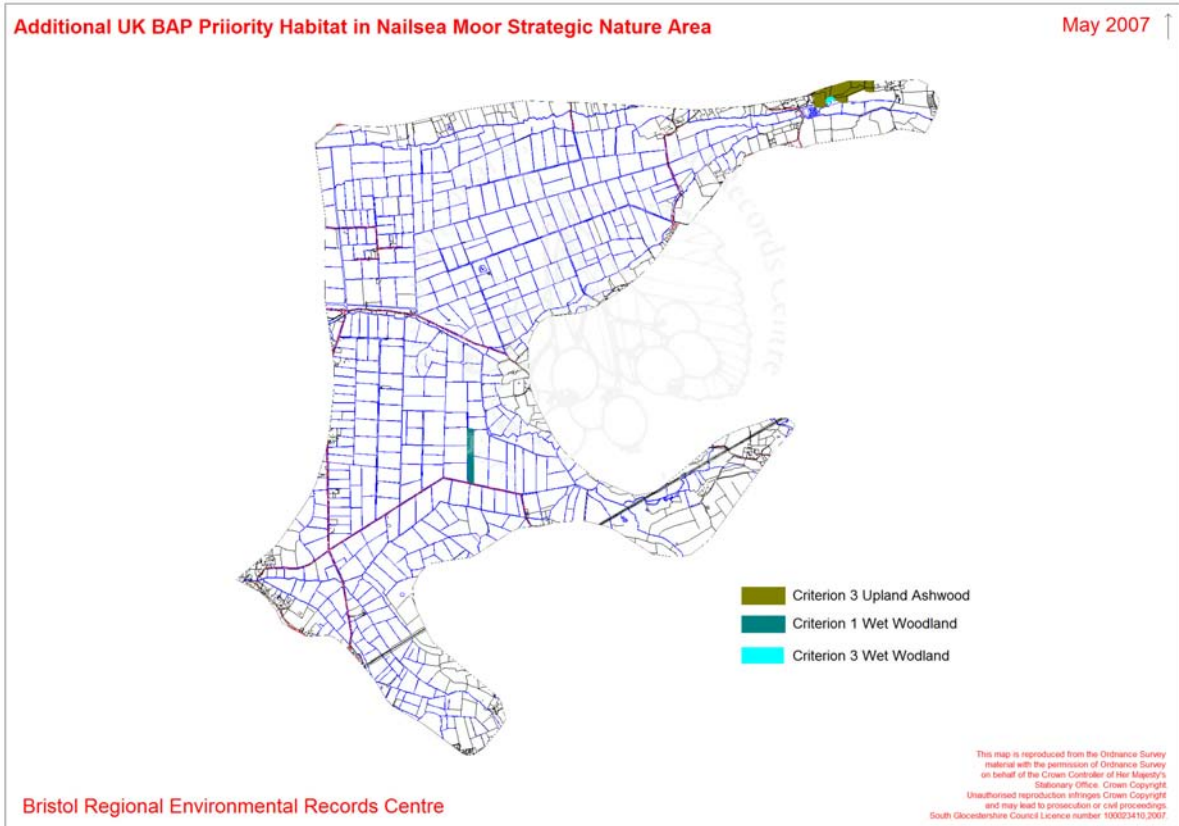 Additional UK BAP Priiority Habitat in Nailsea Moor Strategic Nature Area
May 2007
ecords Centre
Criterion 3 Upland Ashwood
Criterion 1 Wet Woodland
Criterion 3 Wet Wodland
This map is reproduced from the Ordnance Survey
material with the permission of Ordnance Survey
on behalf of the Crown Controller of Her Majesty's
Stationary Office. Crown Copyright.
Unauthorised reproduction infringes Crown Copyright
and may lead to prosecution or civil proceedings.
South Glocestershire Council Licence number 100023410,2007.
Bristol Regional Environmental Records Centre